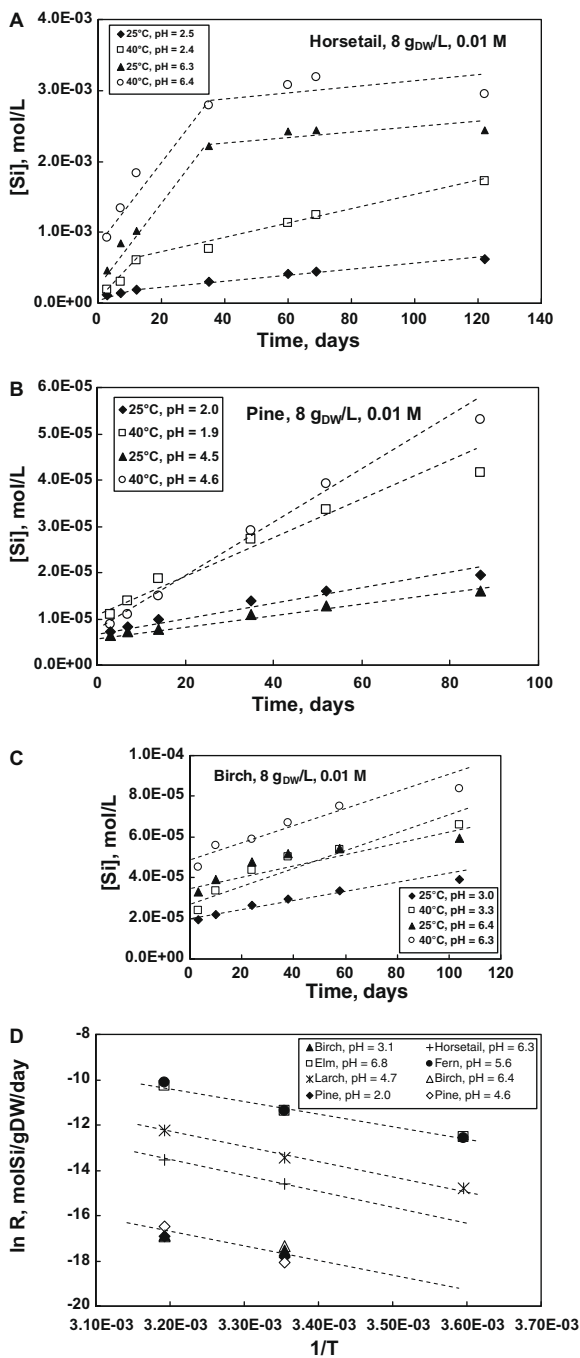 A
25°C, pH = 2.5
40°C, pH = 2.4
25°C, pH = 6.3
40°C, pH = 6.4
Horsetail, 8 gDW/L, 0.01 M
[Si], mol/L
4.0E-03
3.0E-03
2.0E-03
1.0E-03
0.0E+00
0 20 40 60 80 100 120 140
Time, days
B
25°C, pH = 2.0
40°C, pH = 1.9
25°C, pH = 4.5
40°C, pH = 4.6
Pine, 8 gDW/L, 0.01 M
[Si], mol/L
6.0E-05
5.0E-05
4.0E-05
3.0E-05
2.0E-05
1.0E-05
0.0E+00
0 20 40 60 80 100
Time, days
C
Birch, 8 gDW/L, 0.01 M
[Si], mol/L
1.0E-04
8.0E-05
6.0E-05
4.0E-05
2.0E-05
0.0E+00
25°C, pH = 3.0
40°C, pH = 3.3
25°C, pH = 6.4
40°C, pH = 6.3
0 20 40 60 80 100 120
Time, days
D
Birch, pH = 3.1 Horsetail, pH = 6.3
Elm, pH = 6.8 Fern, pH = 5.6
Larch, pH = 4.7 Birch, pH = 6.4
Pine, pH = 2.0 Pine, pH = 4.6
ln R, molSi/gDW/day
-8
-10
-12
-14
-16
-18
-20
3.10E-03 3.20E-03 3.30E-03 3.40E-03 3.50E-03 3.60E-03 3.70E-03
1/T